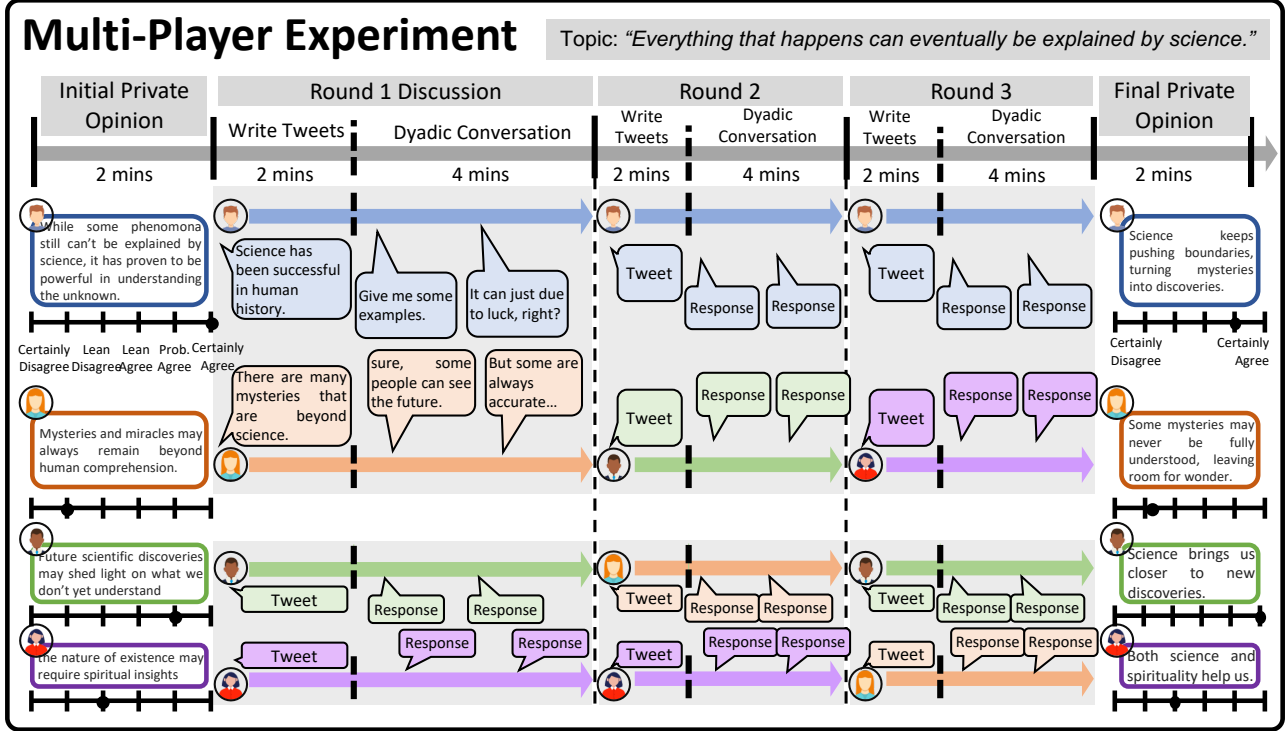 Multi-Player Experiment
Topic: “Everything that happens can eventually be explained by science.”
Initial Private
Opinion
Round 1 Discussion
Round 2
Round 3
Final Private
Opinion
Write Tweets
Dyadic Conversation
Write
Tweets
Dyadic
Conversation
Write
Tweets
Dyadic
Conversation
2 mins
2 mins
4 mins
2 mins
4 mins
2 mins
4 mins
2 mins
While some phenomona
still can’t be explained by
science, it has proven to be
powerful in understanding
the unknown.
Certainly
Disagree
Lean
Disagree
Lean
Agree
Prob.
Agree
Certainly
Agree
Science has
been successful
in human
history.
Give me some
examples.
It can just due
to luck, right?
Tweet
Response
Response
Tweet
Response
Response
Science keeps
pushing boundaries,
turning mysteries
into discoveries.
Certainly
Disagree
Certainly
Agree
Mysteries and miracles may
always remain beyond
human comprehension.
There are many
mysteries that
are beyond
science.
sure, some
people can see
the future.
But some are
always
accurate...
Tweet
Response
Response
Tweet
Response
Response
Some mysteries may
never be fully
understood, leaving
room for wonder.
Future scientific discoveries
may shed light on what we
don’t yet understand
Tweet
Response
Response
Tweet
Response
Response
Tweet
Response
Response
Science brings us
closer to new
discoveries.
the nature of existence may
require spiritual insights
Tweet
Response
Response
Tweet
Response
Response
Tweet
Response
Response
Both science and
spirituality help us.